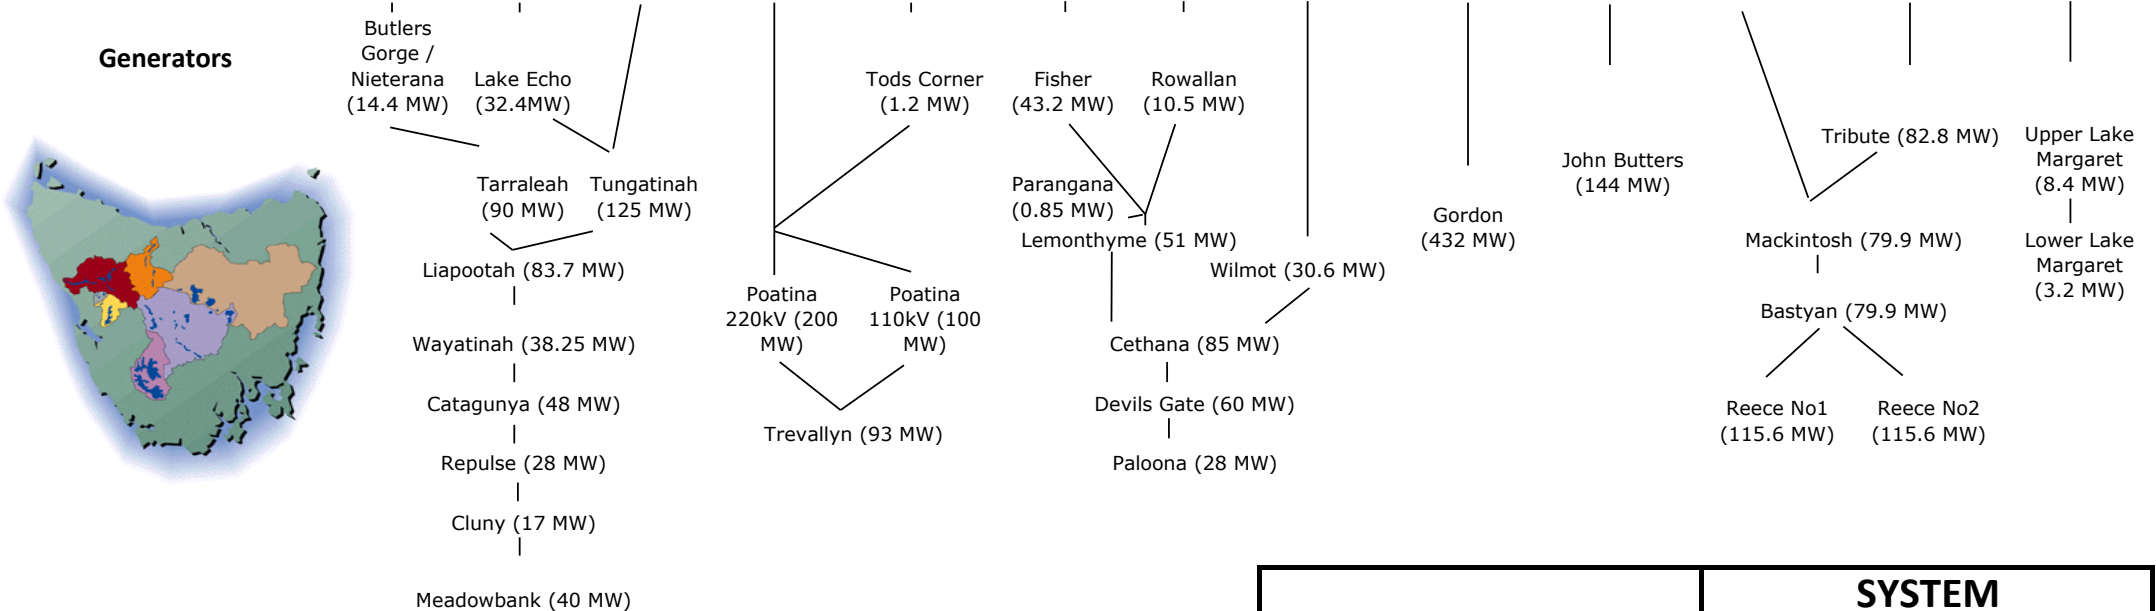 Generators
Butlers
Gorge /
Nieterana
(14.4 MW)
Lake Echo
(32.4MW)
Tarraleah
(90 MW)
Tungatinah
(125 MW)
Liapootah (83.7 MW)
Wayatinah (38.25 MW)
Catagunya (48 MW)
Repulse (28 MW)
Cluny (17 MW)
Meadowbank (40 MW)
Tods Corner
(1.2 MW)
Poatina
220kV (200
MW)
Poatina
110kV (100
MW)
Trevallyn (93 MW)
Fisher
(43.2 MW)
Rowallan
(10.5 MW)
Parangana
(0.85 MW)
Lemonthyme (51 MW)
Wilmot (30.6 MW)
Cethana (85 MW)
Devils Gate (60 MW)
Paloona (28 MW)
Gordon
(432 MW)
John Butters
(144 MW)
Tribute (82.8 MW)
Mackintosh (79.9 MW)
Bastyan (79.9 MW)
Reece No1
(115.6 MW)
Reece No2
(115.6 MW)
Upper Lake
Margaret
(8.4 MW)
Lower Lake
Margaret
(3.2 MW)
SYSTEM